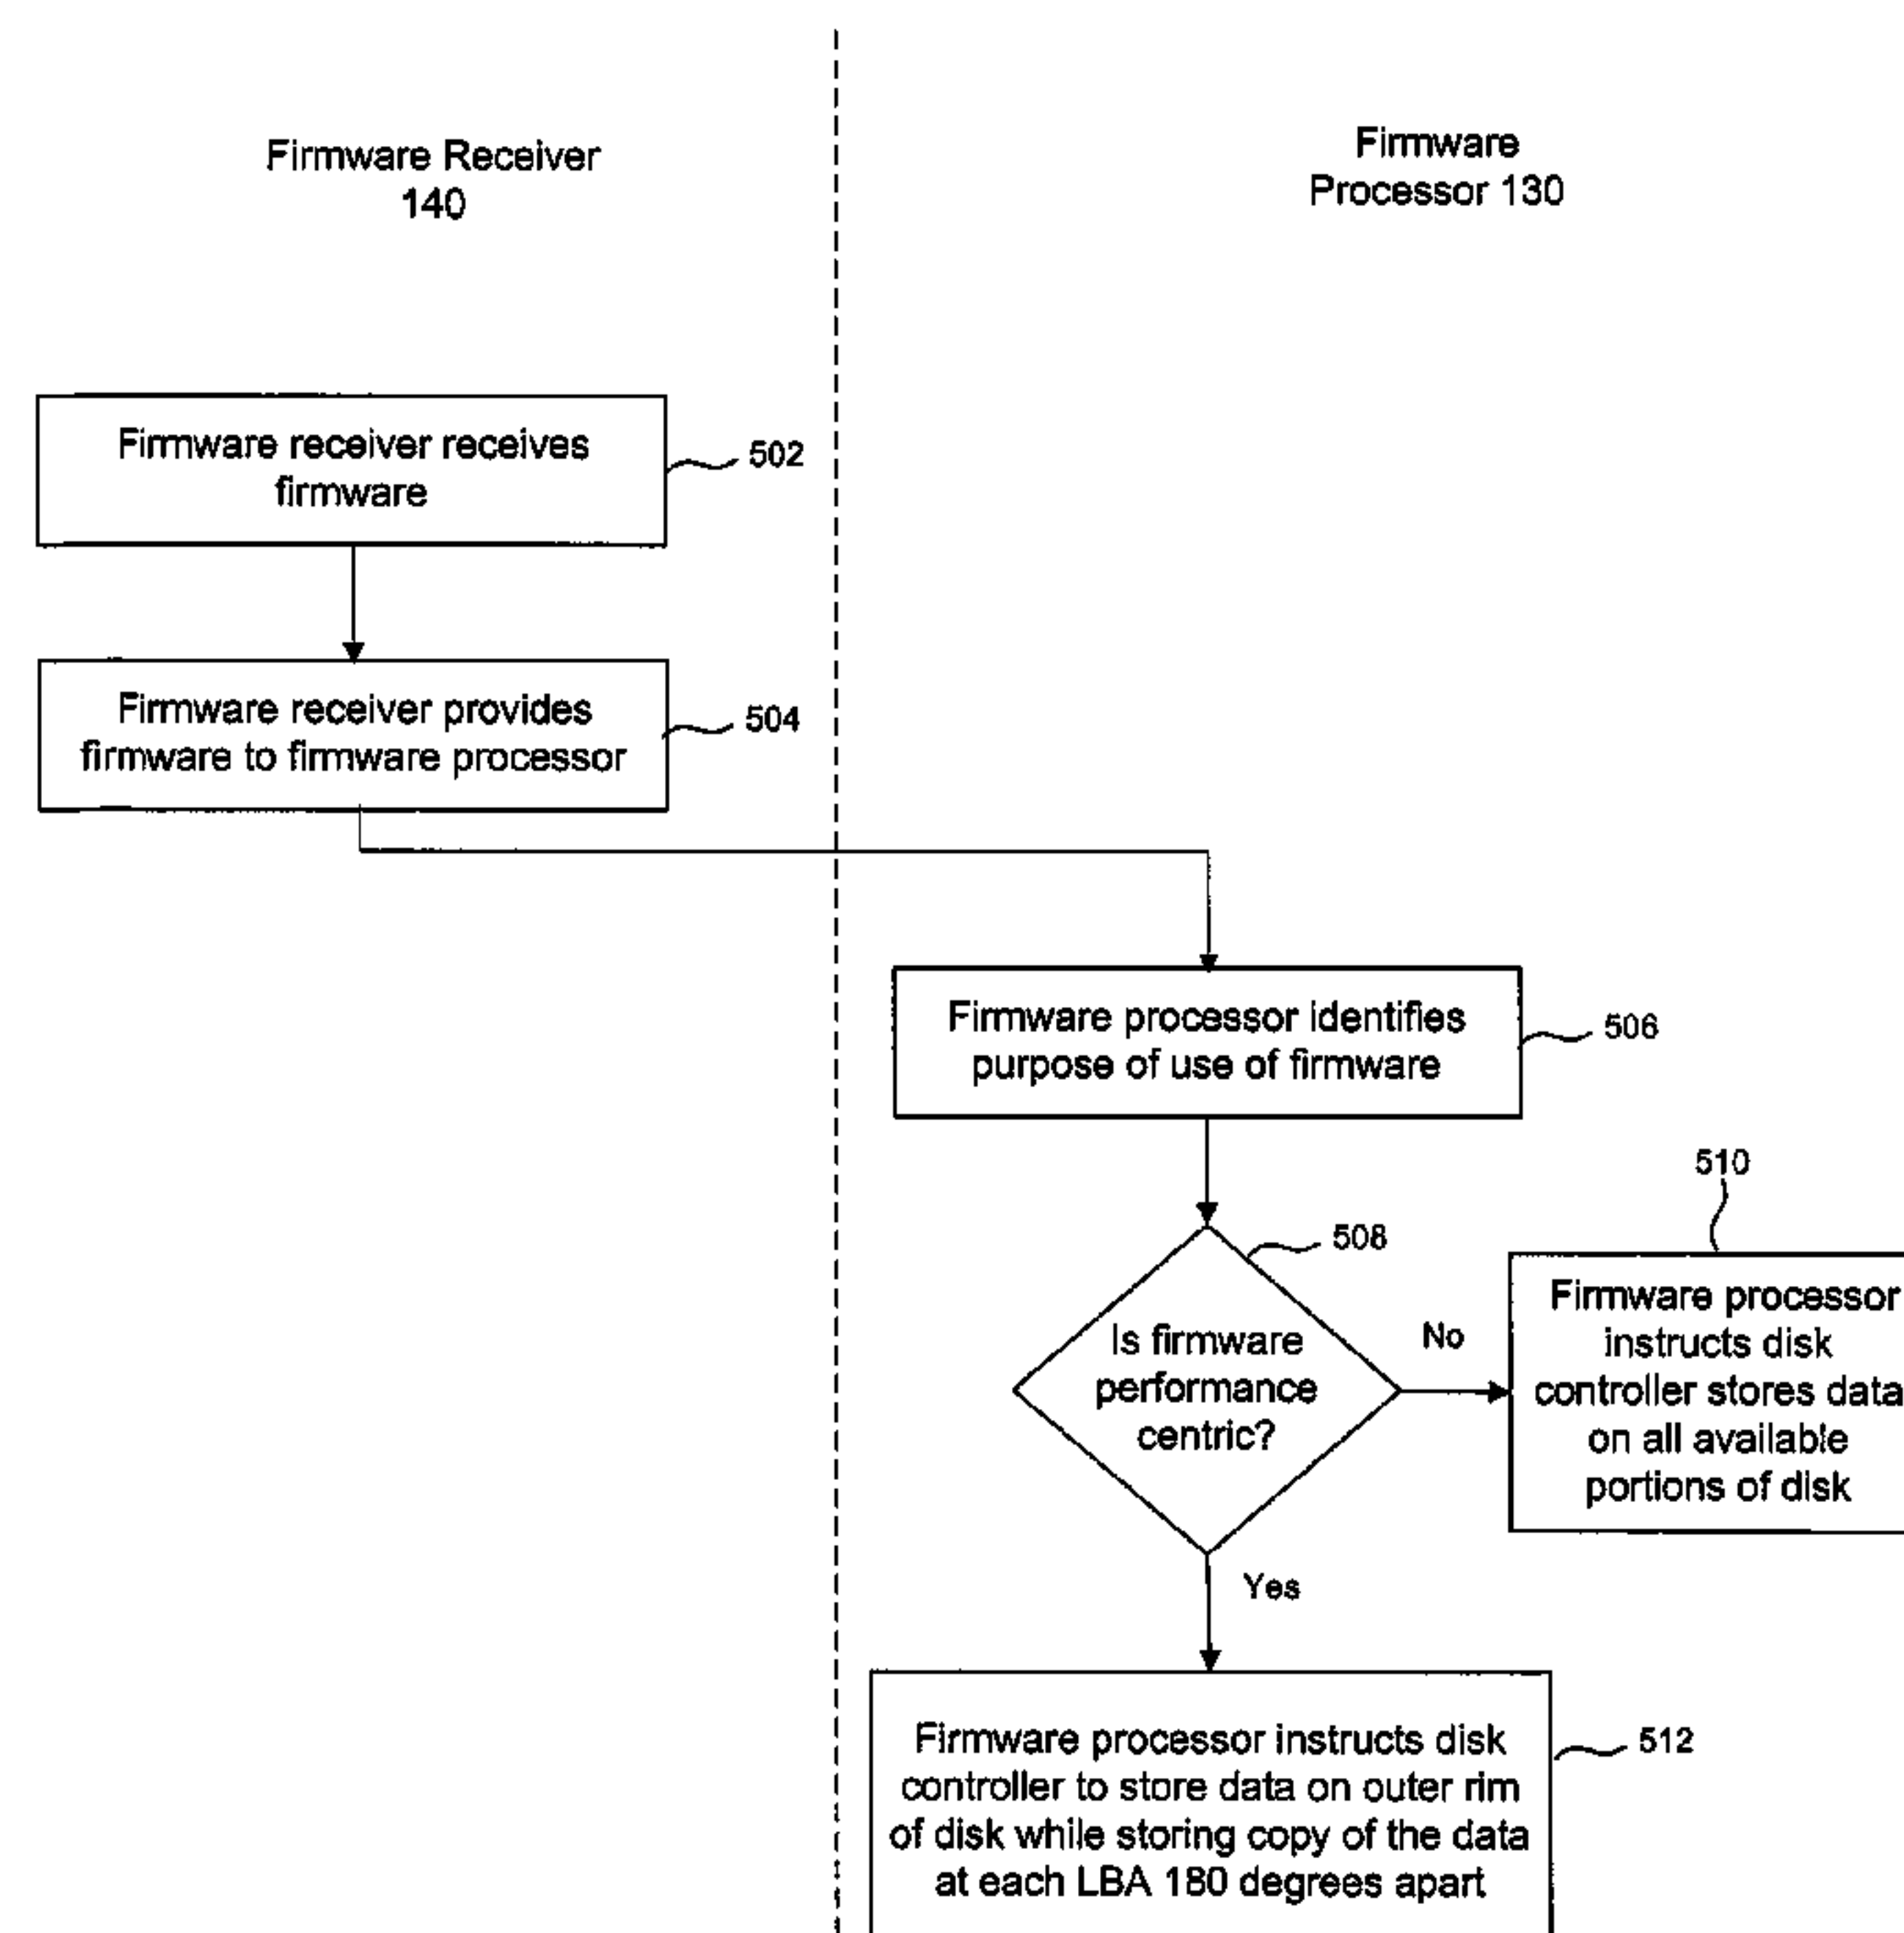 Firmware Receiver
140
Firmware
Processor 130
Firmware receiver receives
firmware
502
Firmware receiver provides
firmware to firmware processor
504
Firmware processor identifies
purpose of use of firmware
506
508
Is firmware
performance
centric?
No
510
Firmware processor
instructs disk
controller stores data
on all available
portions of disk
Yes
Firmware processor instructs disk
controller to store data on outer rim
of disk while storing copy of the data
at each LBA 180 degrees apart
512